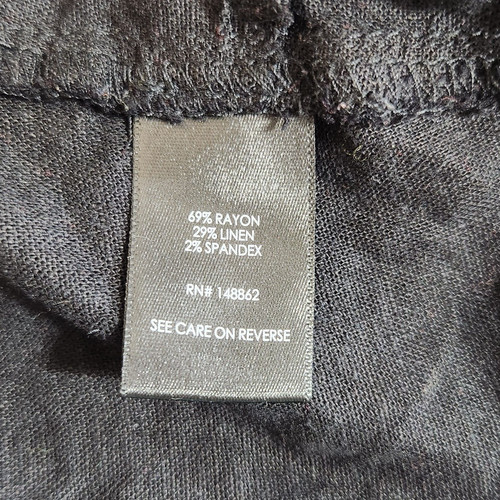 69% RAYON
29% LINEN
2% SPANDEX
RN# 148862
SEE CARE ON REVERSE